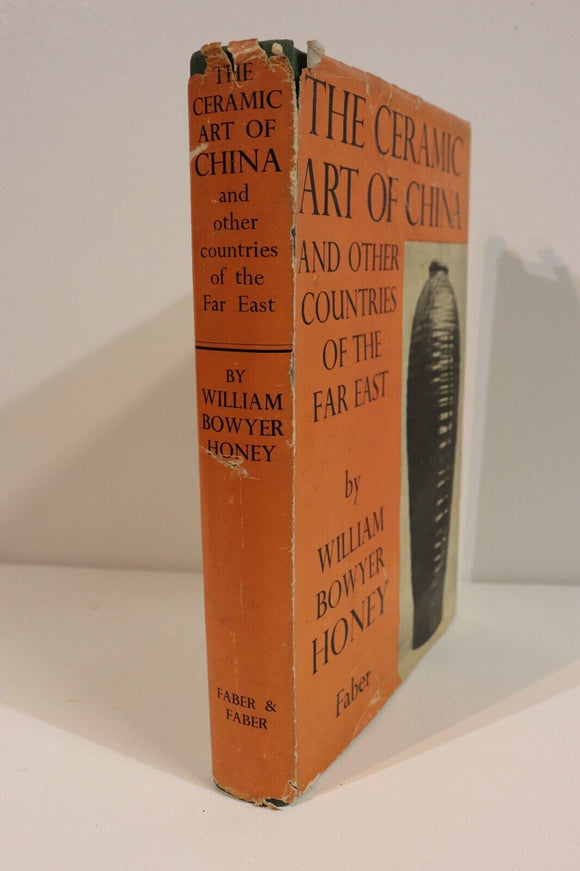 THE
CERAMIC
ART OF
CHINA
and
other
countries
of the
Far East
BY
WILLIAM
BOWYER
HONEY
FABER &
FABER
THE CERAMIC
ART OF CHINA
AND OTHER
COUNTRIES
OF THE
FAR EAST
by
WILLIAM
BOWYER
HONEY
Faber